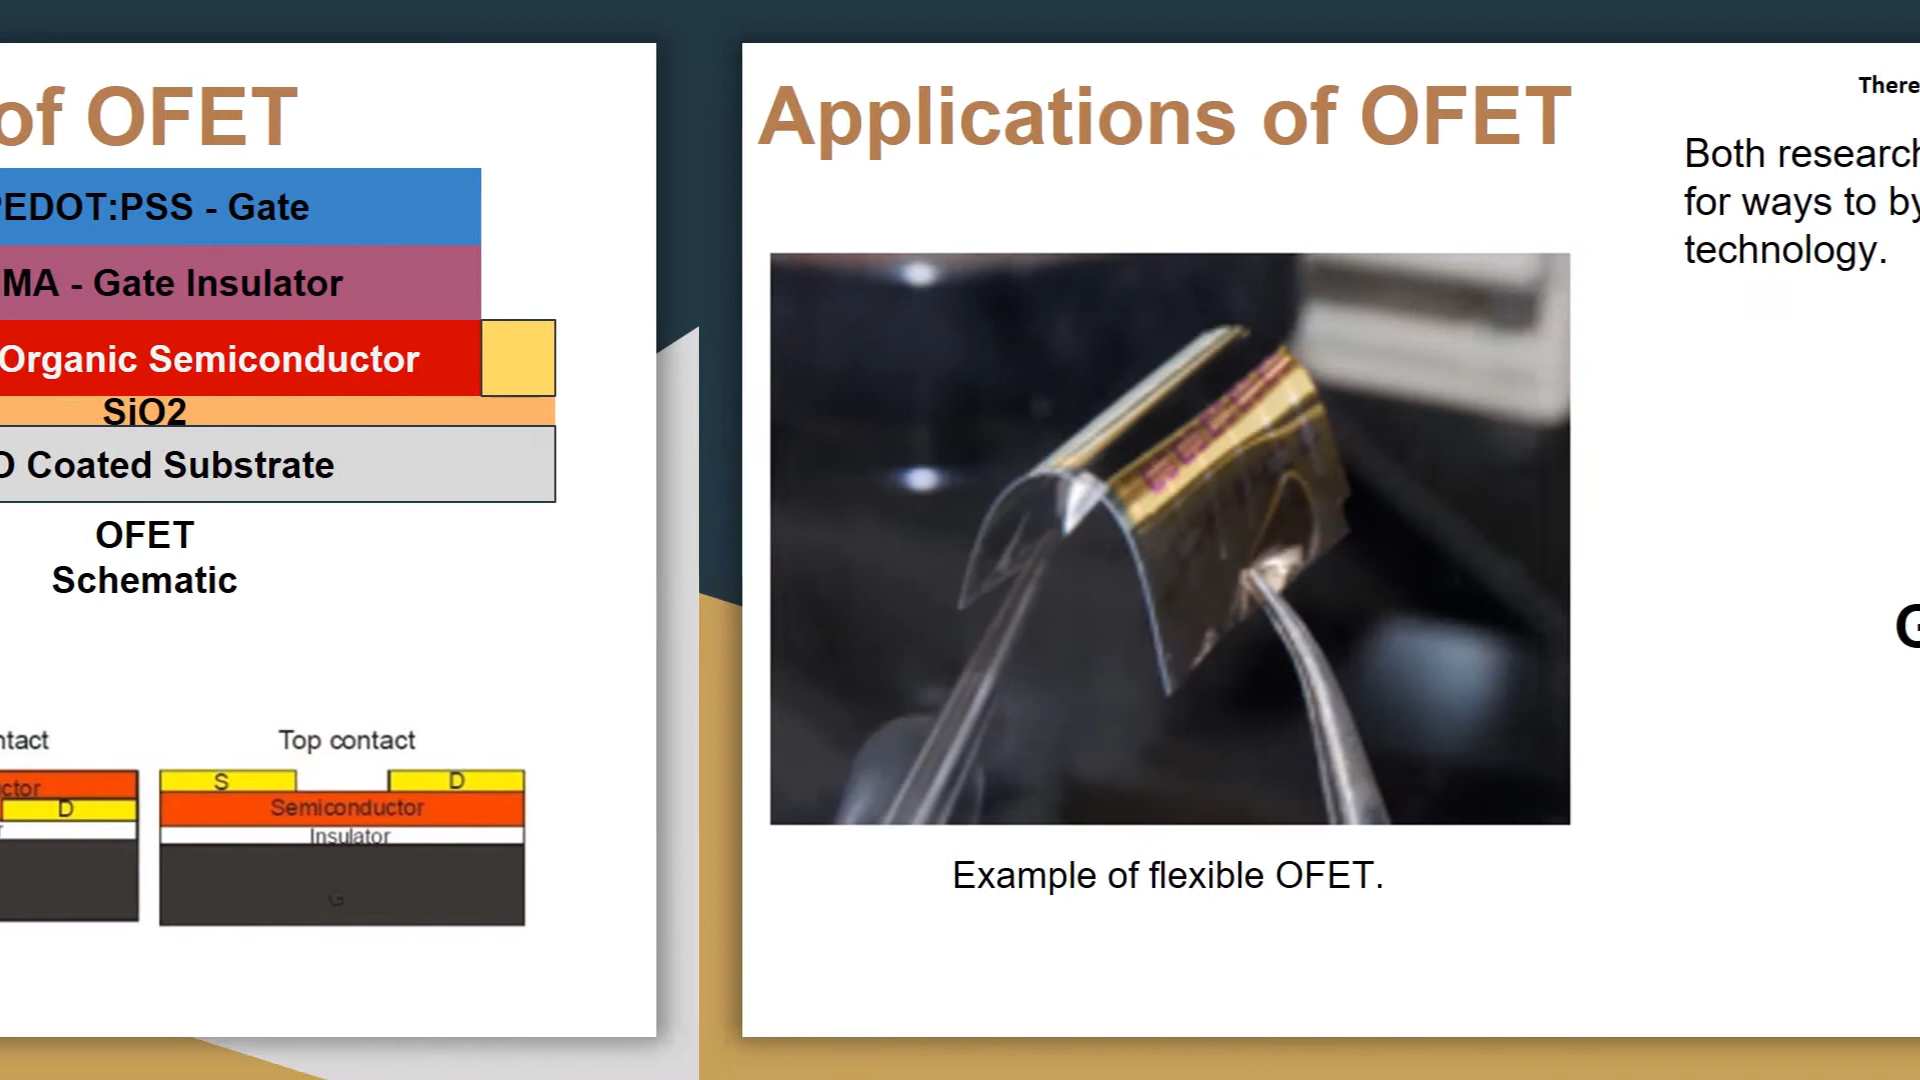 of OFET
PEDOT:PSS - Gate
MA - Gate Insulator
Organic Semiconductor
SiO2
O Coated Substrate
OFET
Schematic
ntact
ctor
D
Top contact
S
D
Semiconductor
Insulator
G
Applications of OFET
Example of flexible OFET.
There
Both research
for ways to by
technology.
G